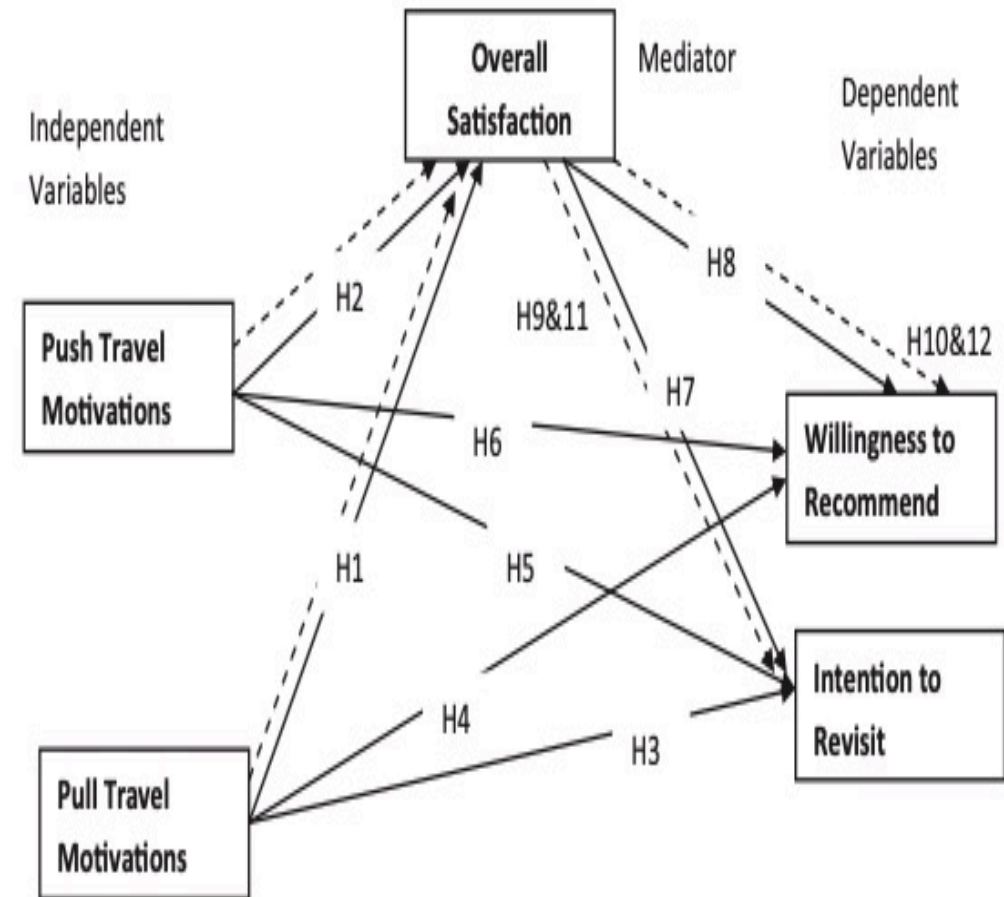 Overall
Satisfaction
Mediator
Dependent
Variables
Independent
Variables
H8
H2
H9&11
H10&12
Push Travel
Motivations
H7
H6
Willingness to
Recommend
H1
H5
Intention to
Revisit
H4
H3
Pull Travel
Motivations